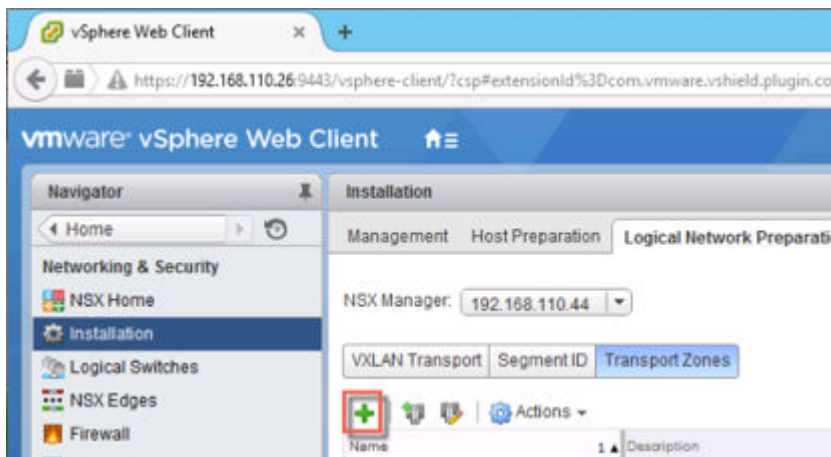 vSphere Web Client
https://192.168.110.26:9443/vsphere-client/?csp#extensionId%3Dcom.vmware.vshield.plugin.co
vmware® vSphere Web Client
Navigator
Home
Networking & Security
NSX Home
Installation
Logical Switches
NSX Edges
Firewall
Installation
Management Host Preparation Logical Network Preparati
NSX Manager: 192.168.110.44
VXLAN Transport Segment ID Transport Zones
Actions
Name 1 ▲ Description